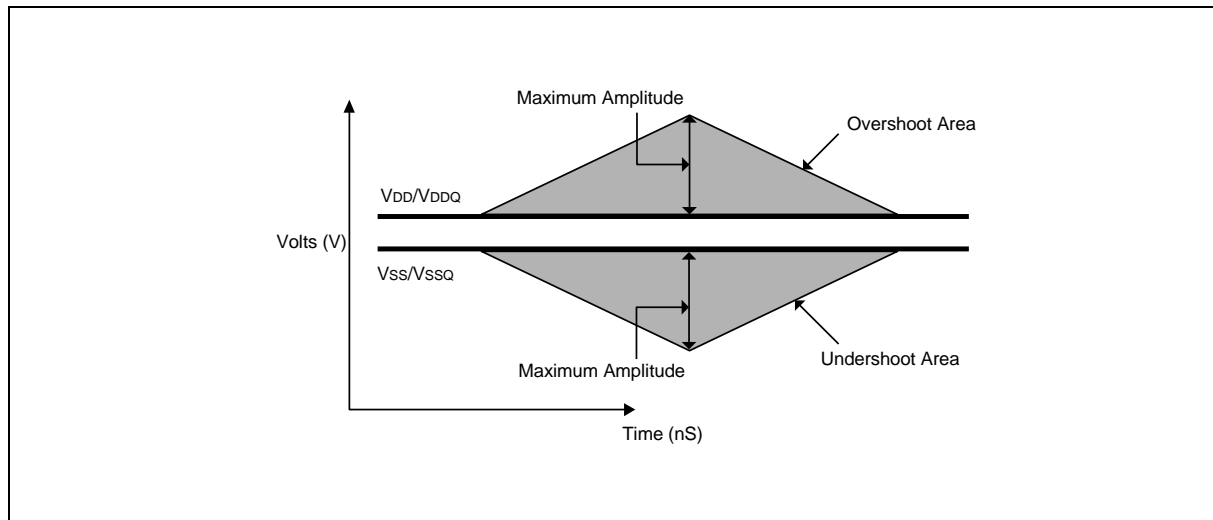 Maximum Amplitude
Overshoot Area
VDD/VDDQ
Volts (V)
VSS/VSSQ
Maximum Amplitude
Undershoot Area
Time (nS)